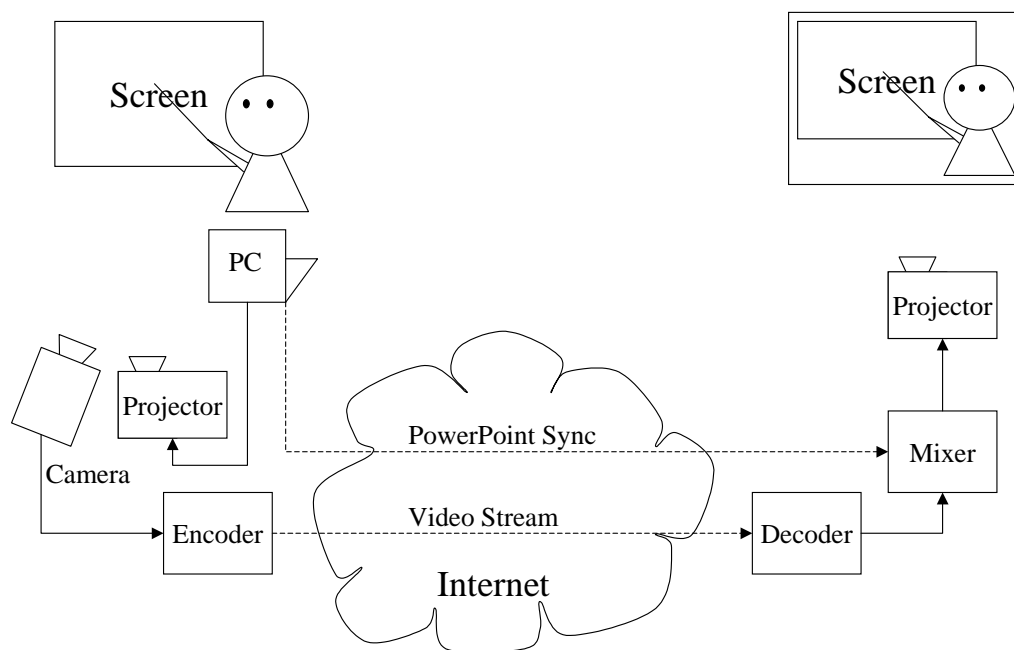 Screen
Screen
PC
Projector
Projector
PowerPoint Sync
Mixer
Camera
Video Stream
Encoder
Decoder
Internet